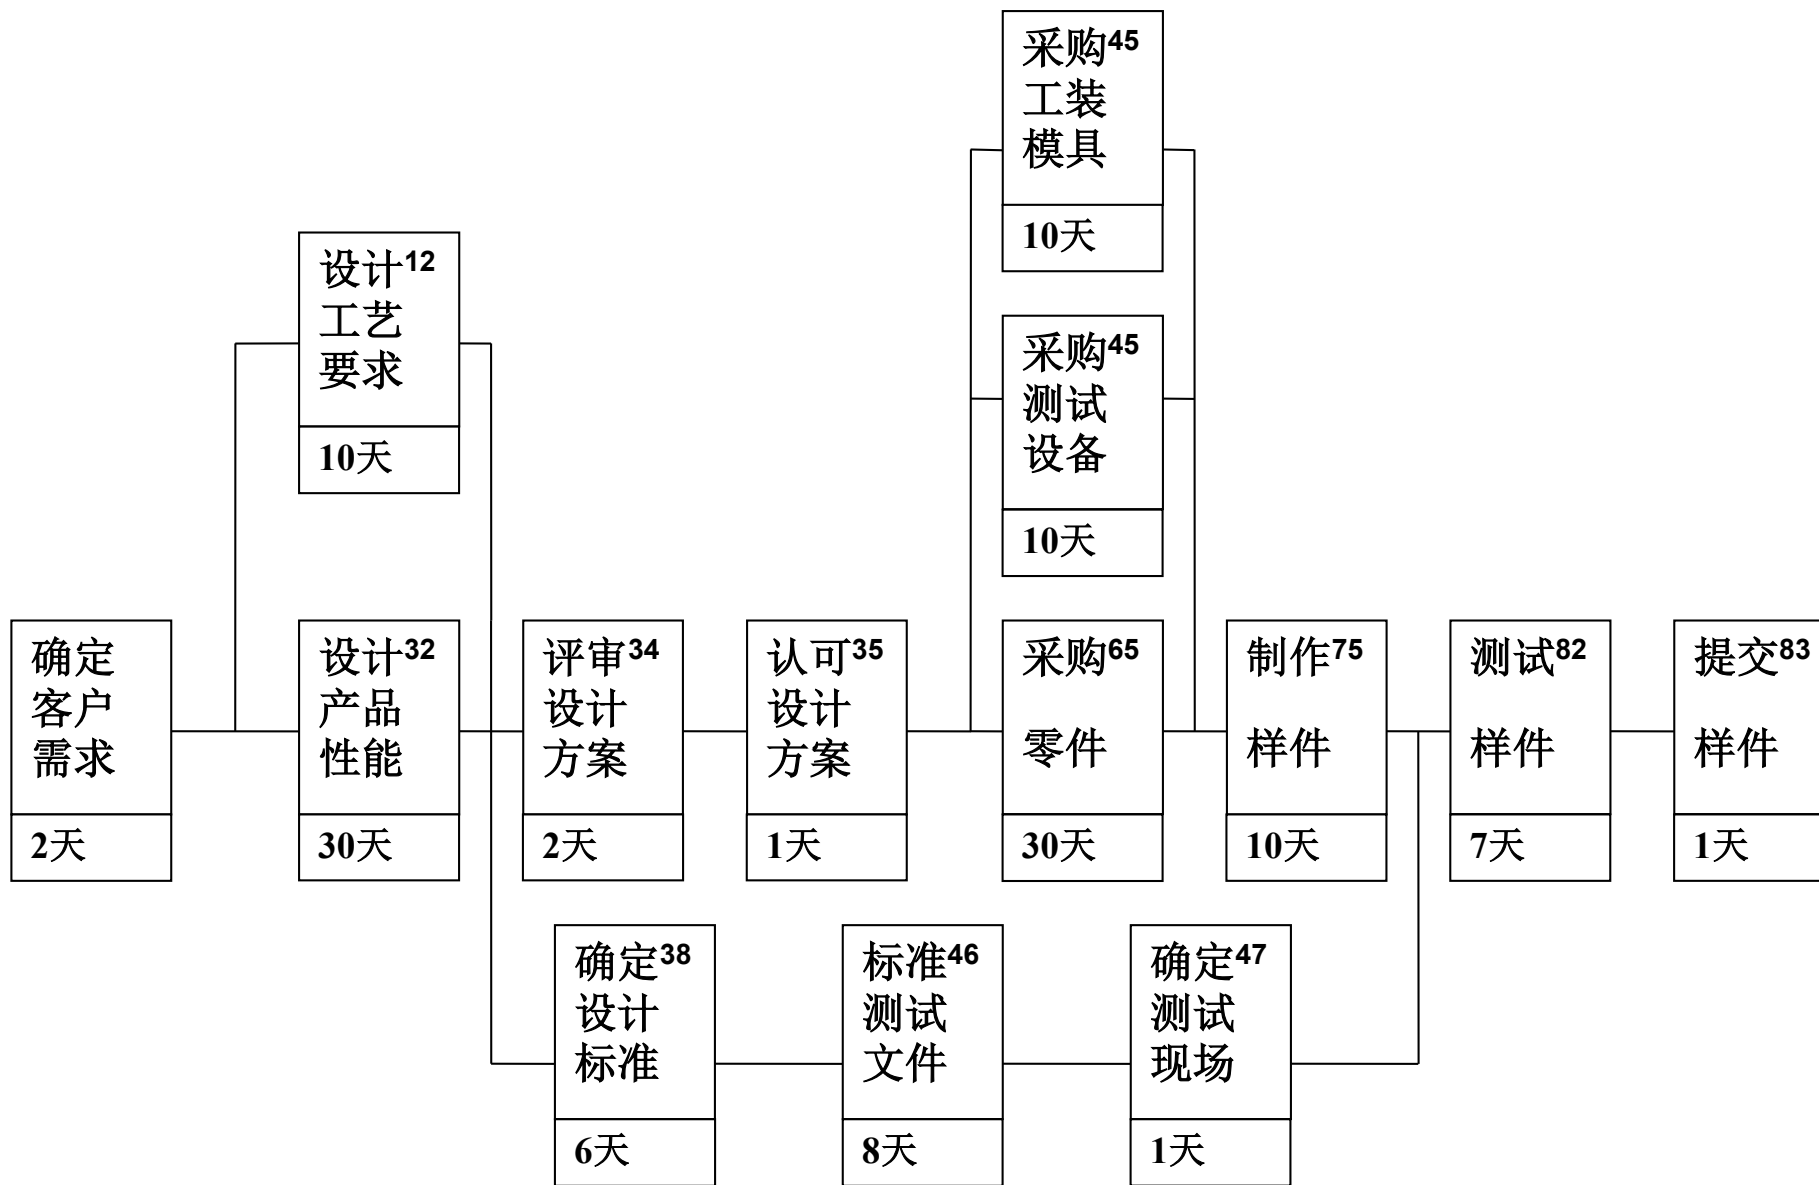 采购45
工装
模具
10天
设计12
工艺
要求
10天
采购45
测试
设备
10天
确定
客户
需求
2天
设计32
产品
性能
30天
评审34
设计
方案
2天
认可35
设计
方案
1天
采购65
零件
30天
制作75
样件
10天
测试82
样件
7天
提交83
样件
1天
确定38
设计
标准
6天
标准46
测试
文件
8天
确定47
测试
现场
1天